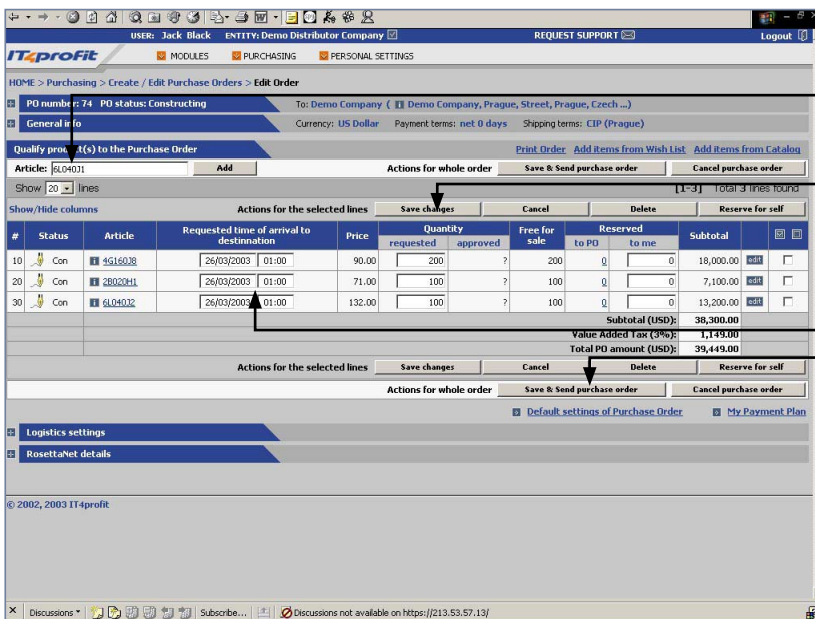 USER: Jack Black ENTITY: Demo Distributor Company REQUEST SUPPORT Logout
IT4profit MODULES PURCHASING PERSONAL SETTINGS
HOME > Purchasing > Create / Edit Purchase Orders > Edit Order
PO number: 74 PO status: Constructing To: Demo Company ( Demo Company, Prague, Street, Prague, Czech ...)
General info Currency: US Dollar Payment terms: net 0 days Shipping terms: CIP (Prague)
Qualify product(s) to the Purchase Order Print Order Add items from Wish List Add items from Catalog
Article: 6L040J1 Add Actions for whole order Save & Send purchase order Cancel purchase order
Show 20 lines [1-3] Total 3 lines found
Show/Hide columns Actions for the selected lines Save changes Cancel Delete Reserve for self
# Status Article Requested time of arrival to destinnation Price Quantity Free for sale Reserved Subtotal
requested approved to PO to me
10 Con 4G160J8 26/03/2003 01:00 90.00 200 ? 200 0 0 18,000.00 edit
20 Con 2B020H1 26/03/2003 01:00 71.00 100 ? 100 0 0 7,100.00 edit
30 Con 6L040J2 26/03/2003 01:00 132.00 100 ? 100 0 0 13,200.00 edit
Subtotal (USD): 38,300.00
Value Added Tax (3%): 1,149.00
Total PO amount (USD): 39,449.00
Actions for the selected lines Save changes Cancel Delete Reserve for self
Actions for whole order Save & Send purchase order Cancel purchase order
Default settings of Purchase Order My Payment Plan
Logistics settings
RosettaNet details
© 2002, 2003 IT4profit
Discussions Subscribe... Discussions not available on https://213.53.57.13/